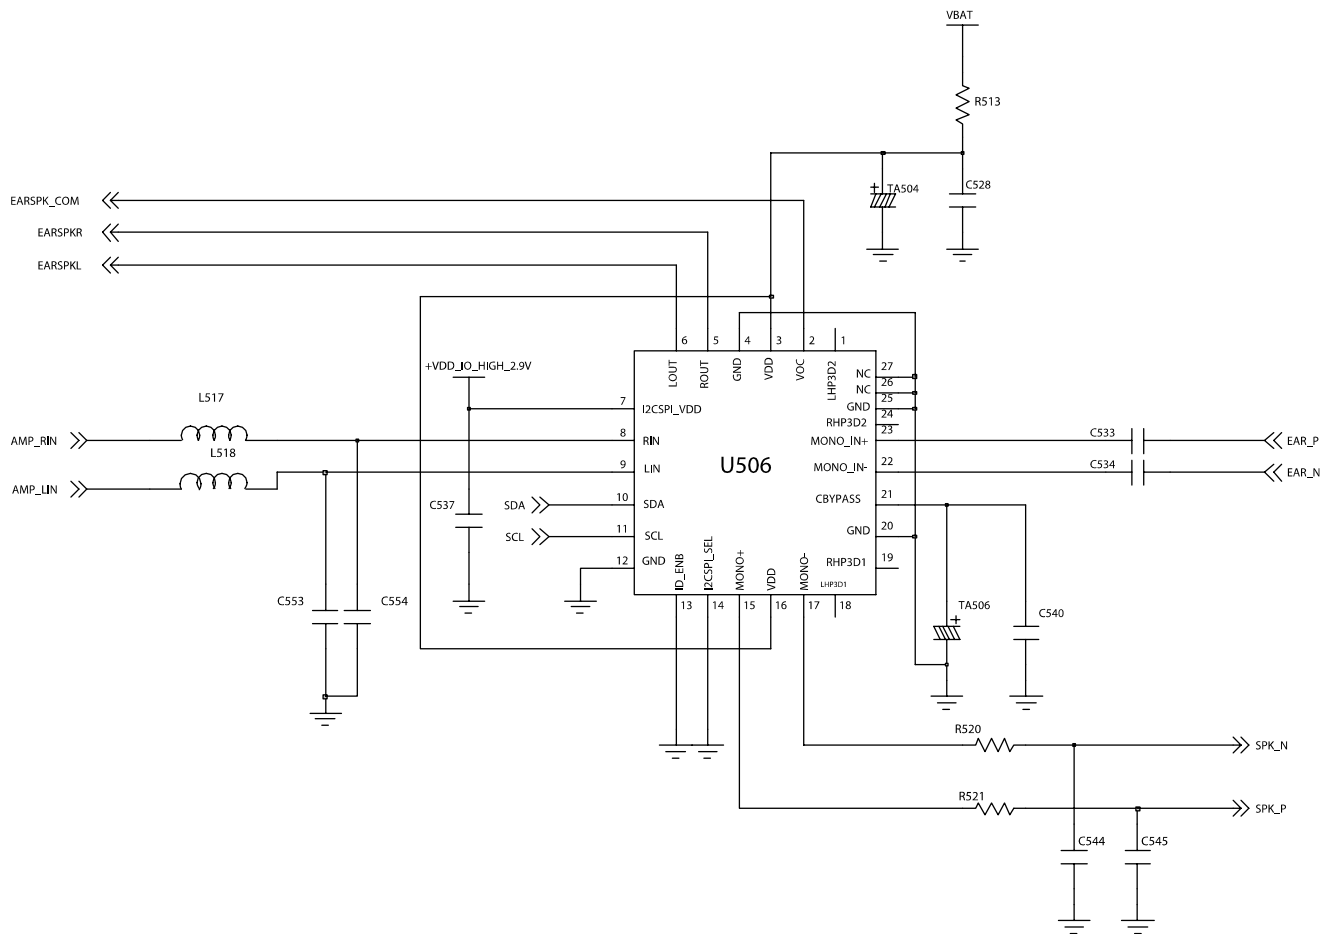 VBAT
R513
TA504
C528
EARSPK_COM
EARSPKR
EARSPKL
6
5
4
3
2
1
LOUT
ROUT
GND
VDD
VOC
LHP3D2
+VDD_IO_HIGH_2.9V
L517
L518
AMP_RIN
AMP_LIN
7
I2CSPI_VDD
8
RIN
9
LIN
10
SDA
11
SCL
12
GND
SDA
SCL
C537
C553
C554
U506
NC
27
NC
26
GND
25
RHP3D2
24
MONO_IN+
23
MONO_IN-
22
CBYPASS
21
GND
20
RHP3D1
19
C533
C534
EAR_P
EAR_N
ID_ENB
I2CSPI_SEL
MONO+
VDD
MONO-
LHP3D1
13
14
15
16
17
18
TA506
C540
R520
SPK_N
R521
SPK_P
C544
C545